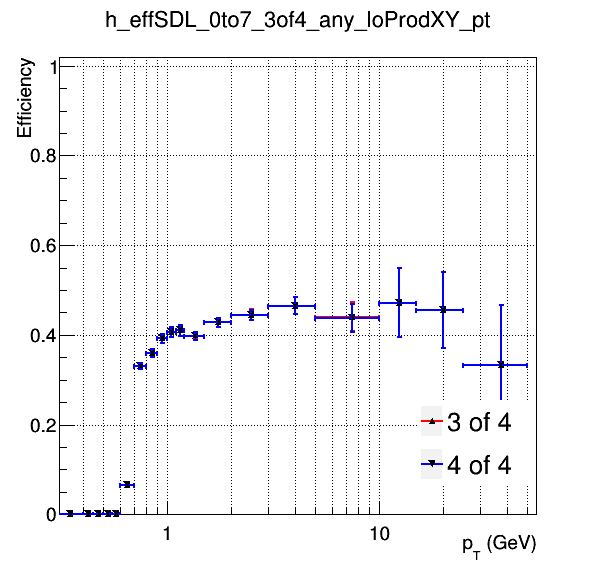 h_effSDL_0to7_3of4_any_loProdXY_pt
Efficiency
1
0.8
0.6
0.4
0.2
0
3 of 4
4 of 4
1
10
p_T (GeV)